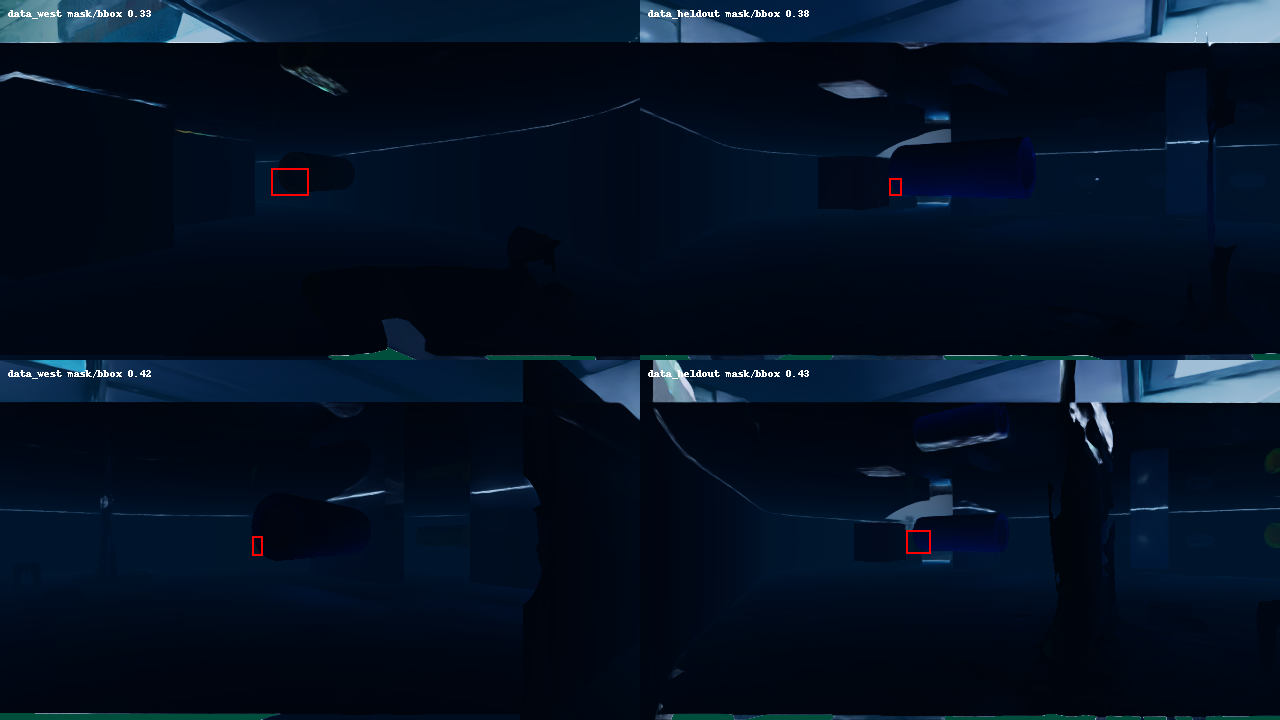 data_west mask/bbox 0.33
data_heldout mask/bbox 0.38
data_west mask/bbox 0.42
data_heldout mask/bbox 0.43